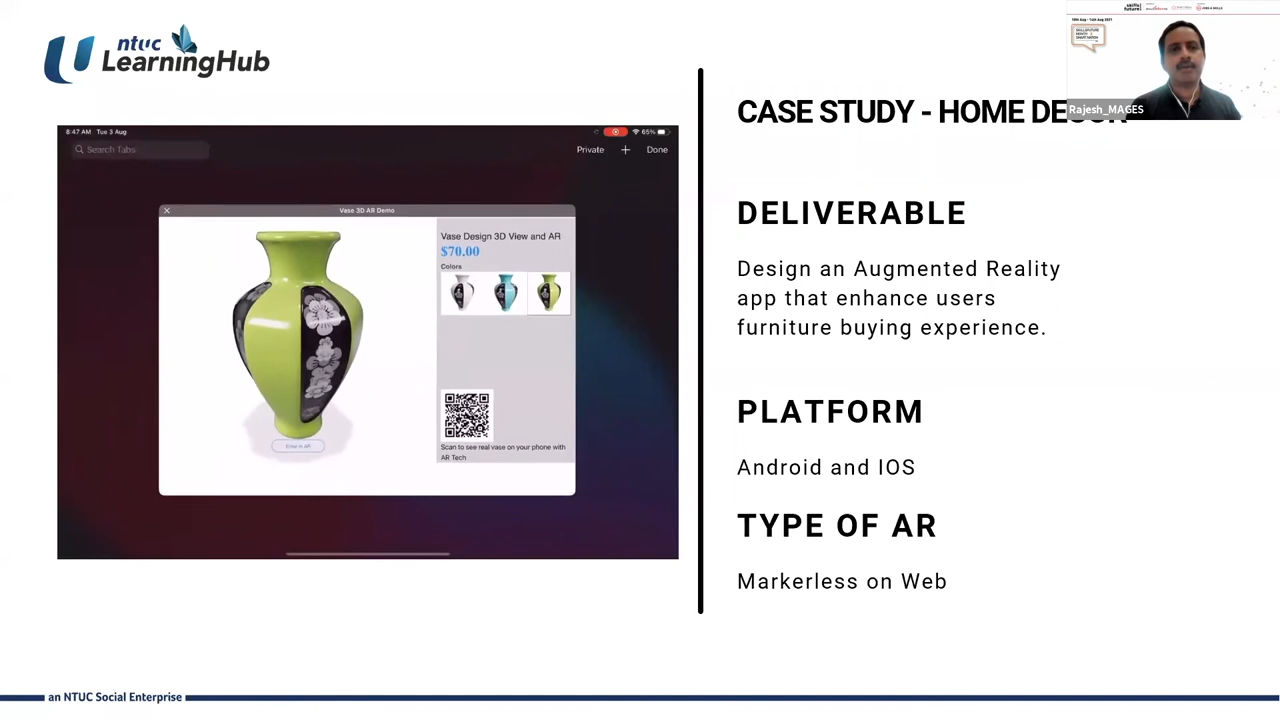 ntuc
LearningHub
8:47 AM Tue 3 Aug
65%
Search Tabs
Private
Done
Vase 3D AR Demo
Vase Design 3D View and AR
$70.00
Colors
Scan to see real vase on your phone with
AR Tech
CASE STUDY - HOME DECOR
DELIVERABLE
Design an Augmented Reality
app that enhance users
furniture buying experience.
PLATFORM
Android and IOS
TYPE OF AR
Markerless on Web
Rajesh_MAGES
an NTUC Social Enterprise